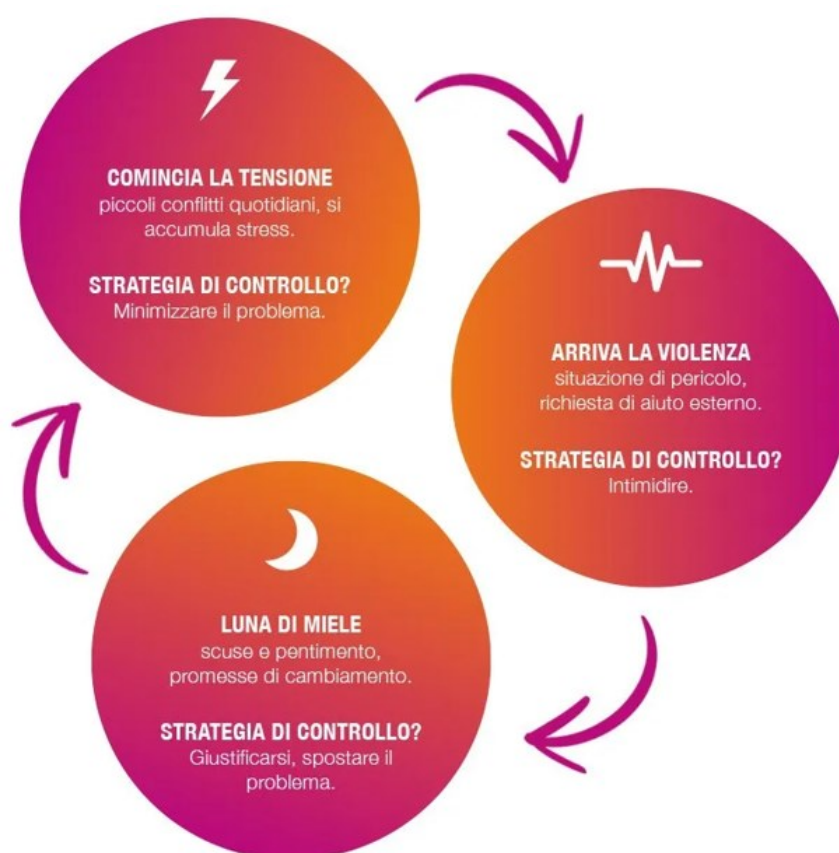 COMINCIA LA TENSIONE
piccoli conflitti quotidiani, si
accumula stress.
STRATEGIA DI CONTROLLO?
Minimizzare il problema.
ARRIVA LA VIOLENZA
situazione di pericolo,
richiesta di aiuto esterno.
STRATEGIA DI CONTROLLO?
Intimidire.
LUNA DI MIELE
scuse e pentimento,
promesse di cambiamento.
STRATEGIA DI CONTROLLO?
Giustificarsi, spostare il
problema.